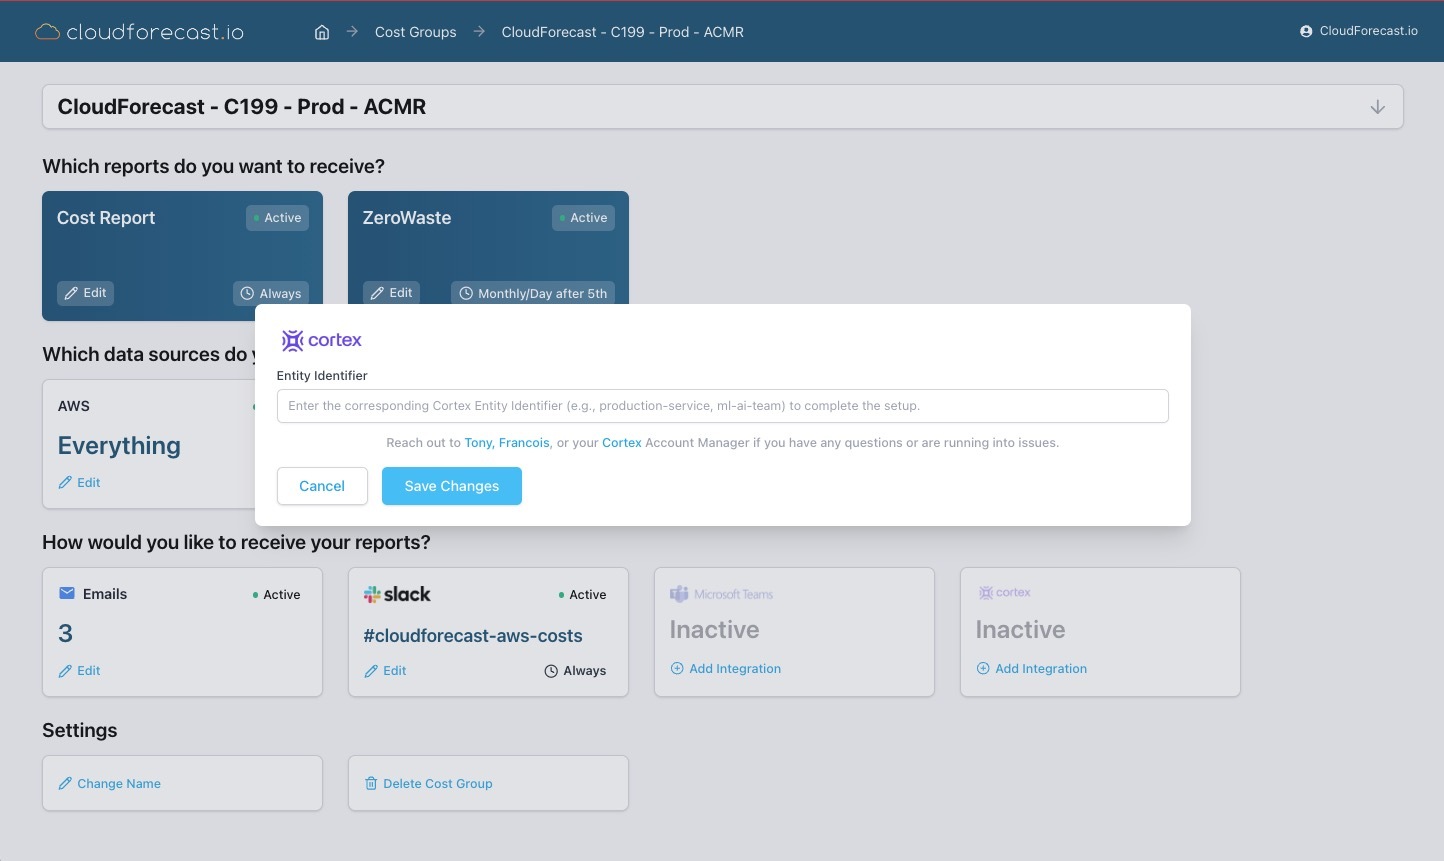 cloudforecast.io
Cost Groups
CloudForecast - C199 - Prod - ACMR
CloudForecast.io
CloudForecast - C199 - Prod - ACMR
Which reports do you want to receive?
Cost Report
Active
Edit
Always
ZeroWaste
Active
Edit
Monthly/Day after 5th
Which data sources do
AWS
Everything
Edit
cortex
Entity Identifier
Enter the corresponding Cortex Entity Identifier (e.g., production-service, ml-ai-team) to complete the setup.
Reach out to Tony, Francois, or your Cortex Account Manager if you have any questions or are running into issues.
Cancel
Save Changes
How would you like to receive your reports?
Emails
Active
3
Edit
slack
Active
#cloudforecast-aws-costs
Edit
Always
Microsoft Teams
Inactive
Add Integration
cortex
Inactive
Add Integration
Settings
Change Name
Delete Cost Group